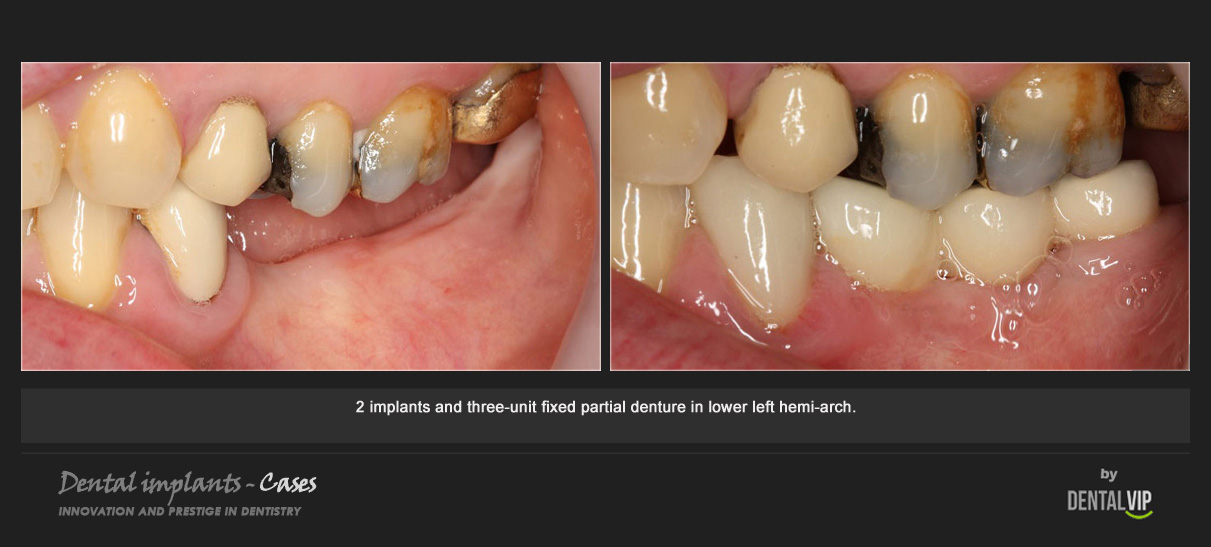 2 implants and three-unit fixed partial denture in lower left hemi-arch.
Dental implants - Cases
INNOVATION AND PRESTIGE IN DENTISTRY
by
DENTALVIP